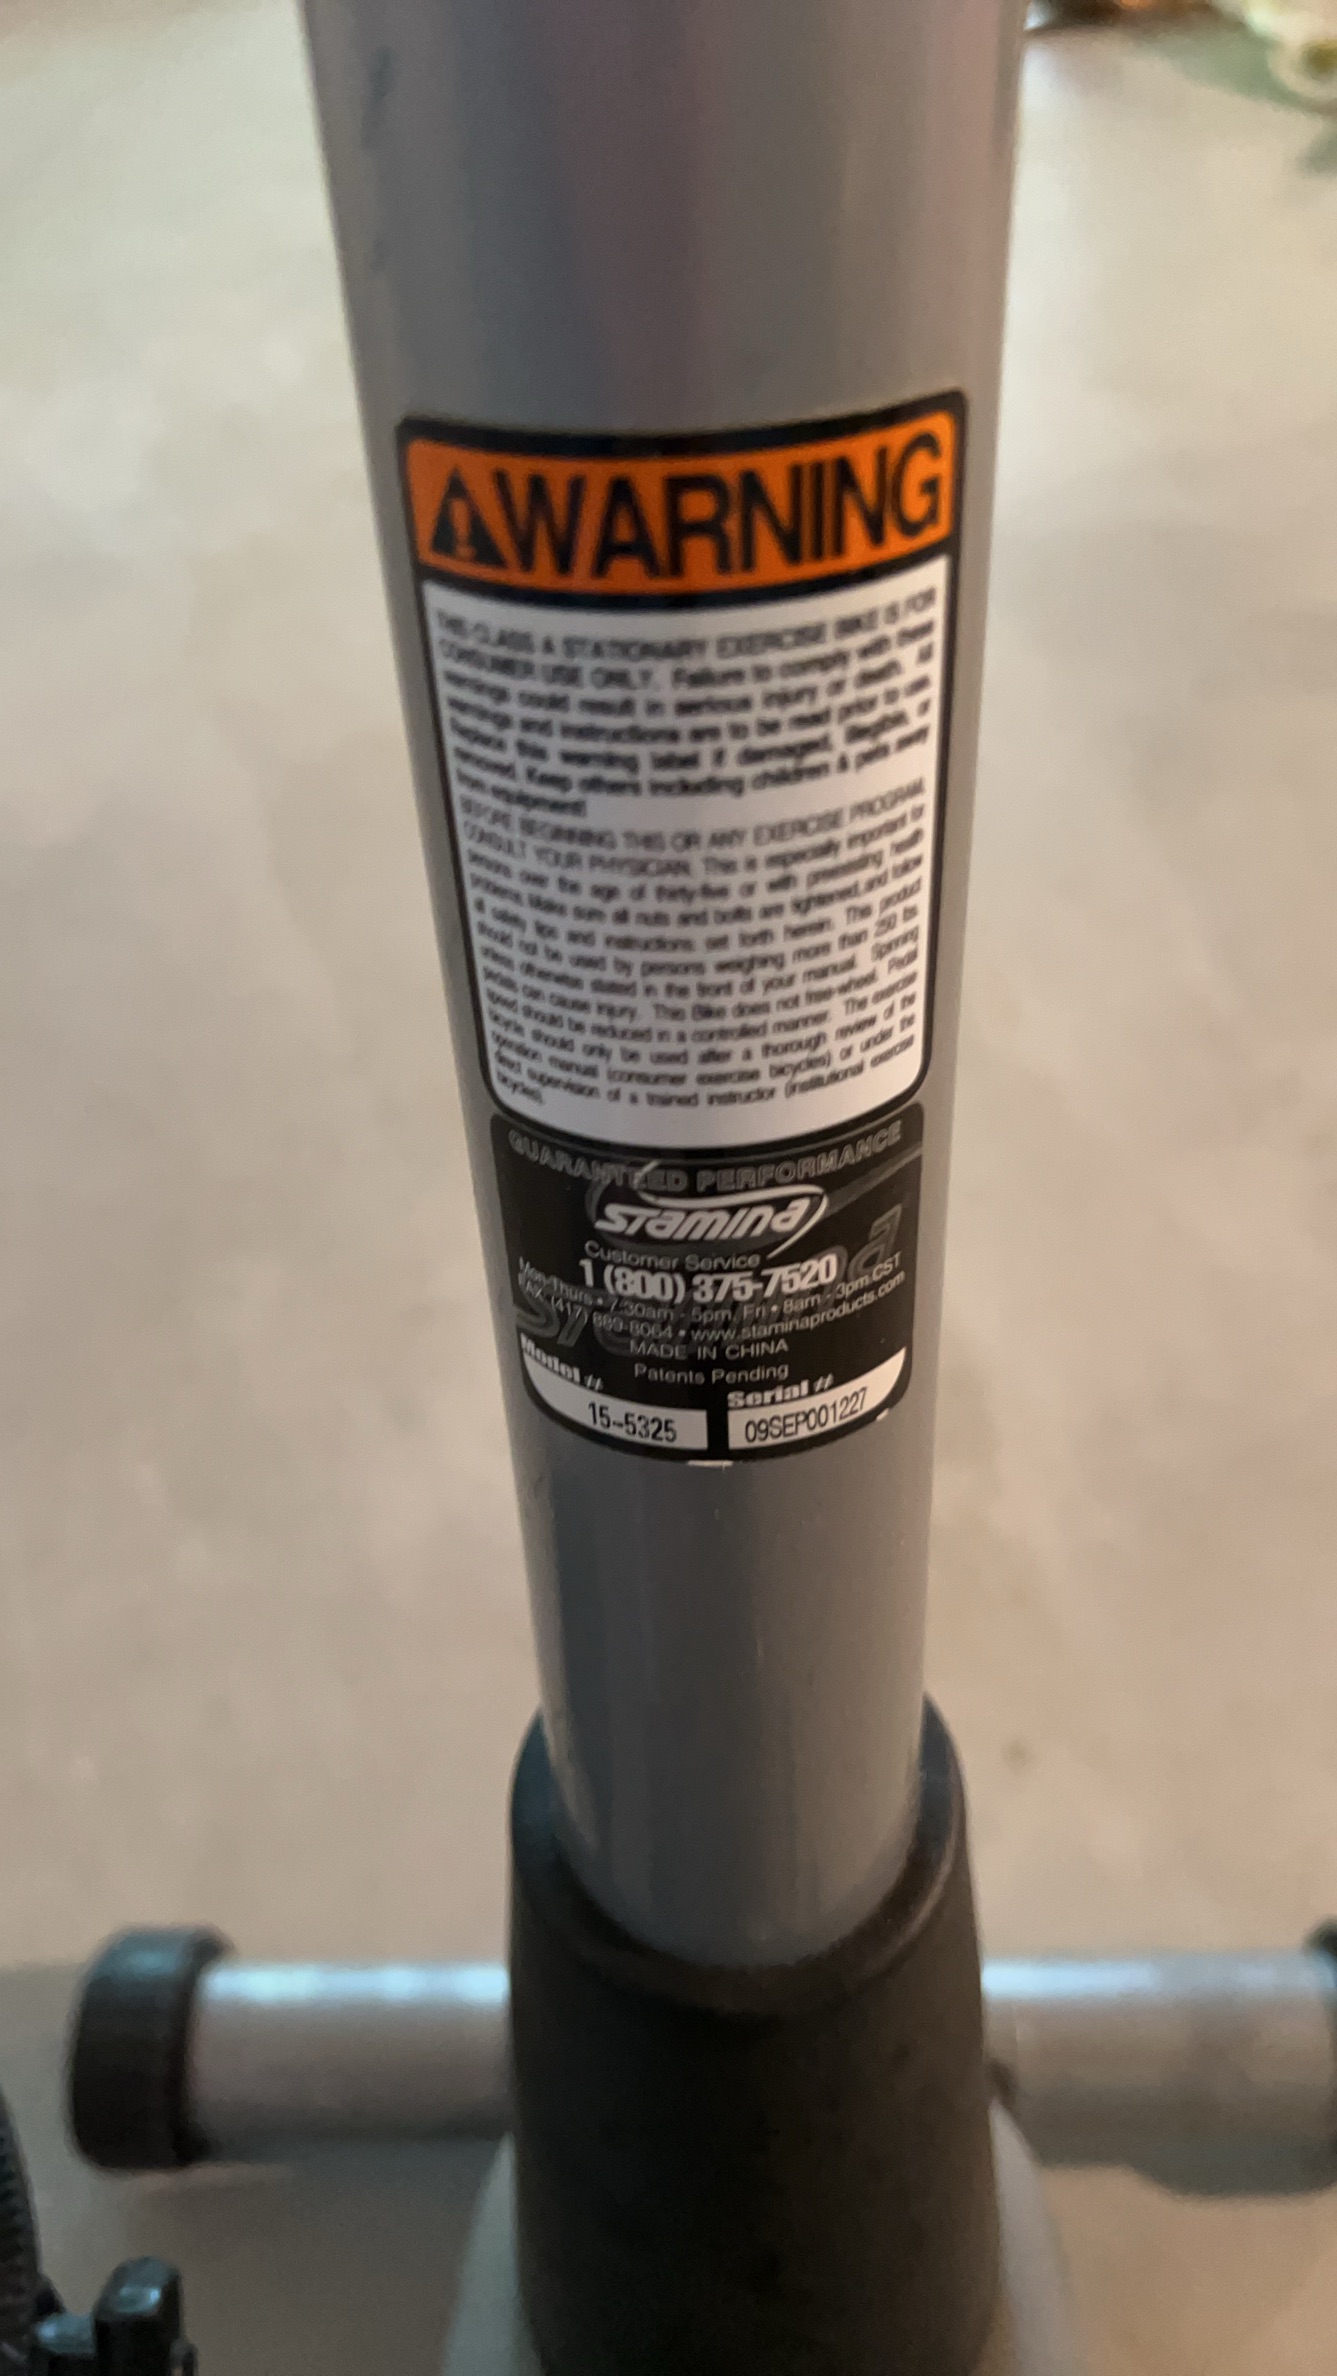 WARNING
THIS CLASS A STATIONARY EXERCISE BIKE IS FOR
CONSUMER USE ONLY. Failure to comply with these
warnings could result in serious injury or death. All
warnings and instructions are to be read prior to use.
Replace this warning label if damaged, illegible, or
removed. Keep others including children & pets away
from equipment!
BEFORE BEGINNING THIS OR ANY EXERCISE PROGRAM,
CONSULT YOUR PHYSICIAN. This is especially important for
persons over the age of thirty-five or with preexisting health
problems. Make sure all nuts and bolts are tightened, and follow
all safety tips and instructions set forth herein. This product
should not be used by persons weighing more than 250 lbs
unless otherwise stated in the front of your manual. Spinning
pedals can cause injury. This Bike does not free-wheel. Pedal
speed should be reduced in a controlled manner. The exercise
bicycle should only be used after a thorough review of the
operation manual (consumer exercise bicycles) or under the
direct supervision of a trained instructor (institutional exercise
bicycles).
GUARANTEED PERFORMANCE
STAMINA
Customer Service
1 (800) 375-7520
Mon-Thurs • 7:30am - 5pm, Fri • 8am - 3pm CST
FAX (417) 889-8064 • www.staminaproducts.com
MADE IN CHINA
Patents Pending
Model # Serial #
15-5325 09SEP001227